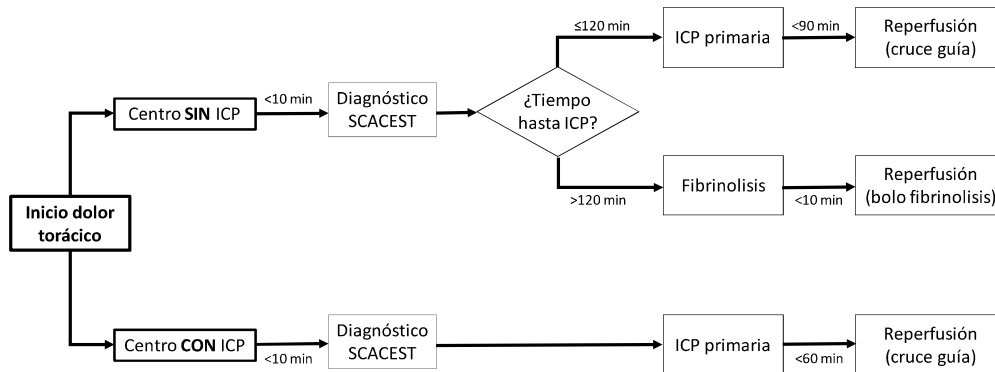 ≤120 min
ICP primaria
<90 min
Reperfusión
(cruce guía)
Centro SIN ICP
<10 min
Diagnóstico
SCACEST
¿Tiempo
hasta ICP?
>120 min
Fibrinolisis
<10 min
Reperfusión
(bolo fibrinolisis)
Inicio dolor
torácico
Centro CON ICP
<10 min
Diagnóstico
SCACEST
ICP primaria
<60 min
Reperfusión
(cruce guía)